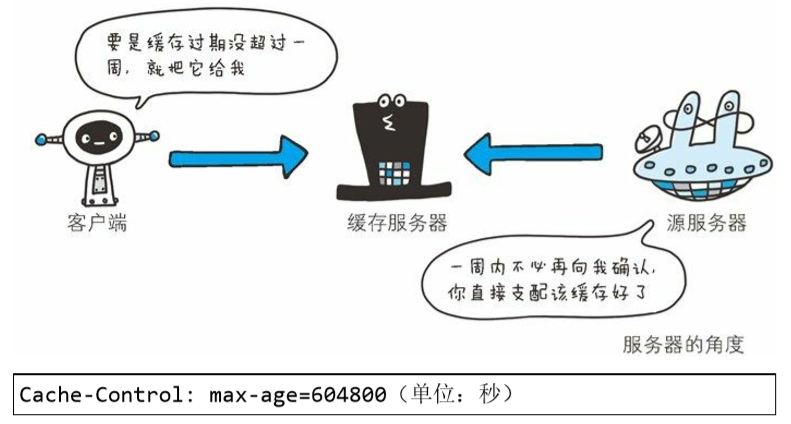 要是缓存过期没超过一
周，就把它给我
客户端
缓存服务器
源服务器
一周内不必再向我确认，
你直接支配该缓存好了
服务器的角度
Cache-Control: max-age=604800（单位：秒）